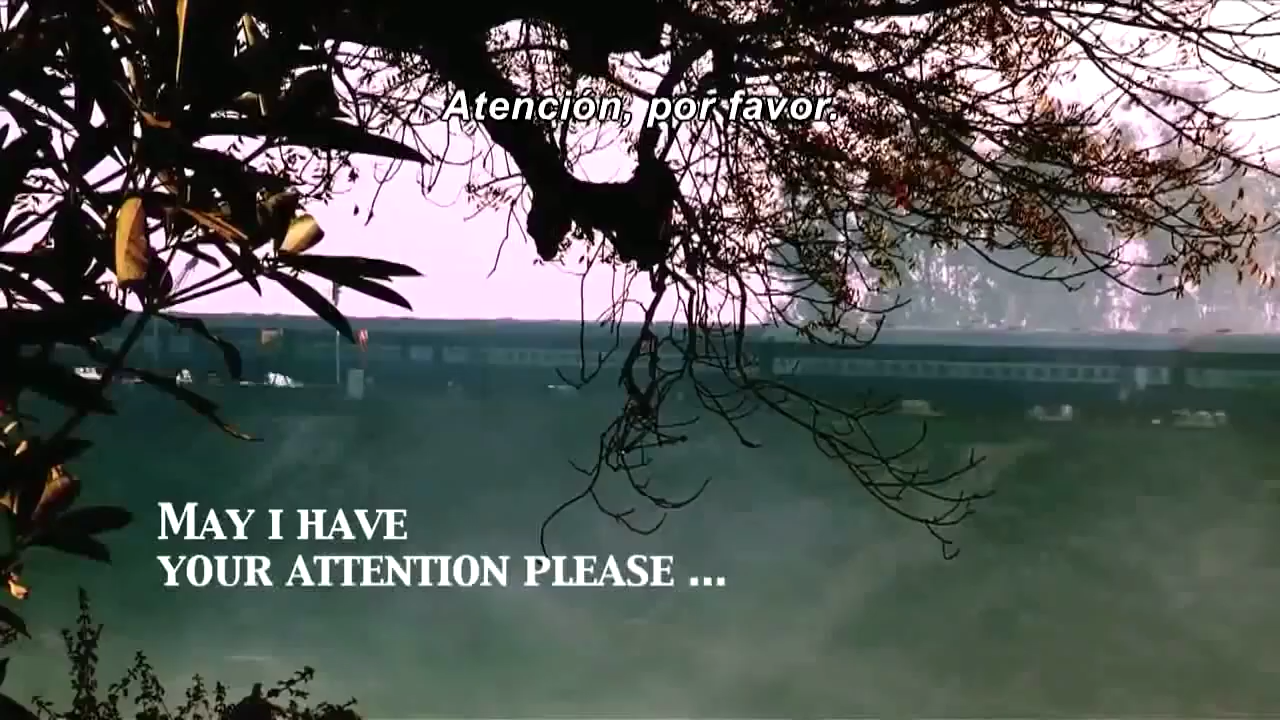 Atención, por favor.
MAY I HAVE
YOUR ATTENTION PLEASE ...